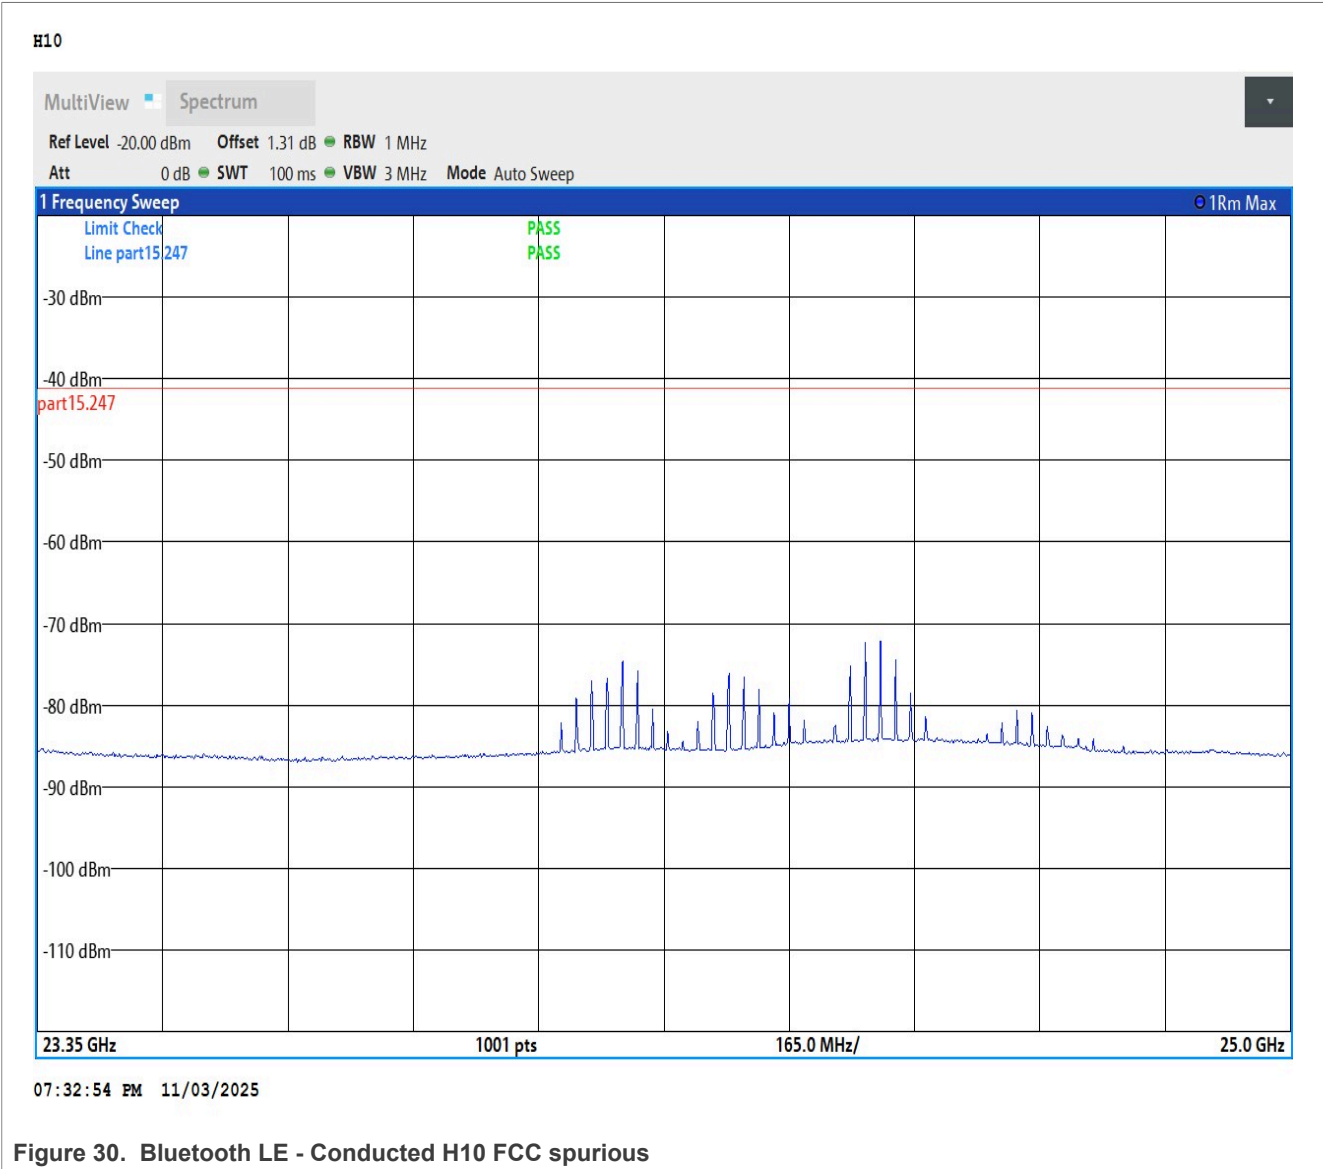 H10
MultiView Spectrum
Ref Level -20.00 dBm Offset 1.31 dB RBW 1 MHz
Att 0 dB SWT 100 ms VBW 3 MHz Mode Auto Sweep
1 Frequency Sweep 1Rm Max
Limit Check PASS
Line part15.247 PASS
-30 dBm
-40 dBm
part15.247
-50 dBm
-60 dBm
-70 dBm
-80 dBm
-90 dBm
-100 dBm
-110 dBm
23.35 GHz 1001 pts 165.0 MHz/ 25.0 GHz
07:32:54 PM 11/03/2025
Figure 30. Bluetooth LE - Conducted H10 FCC spurious